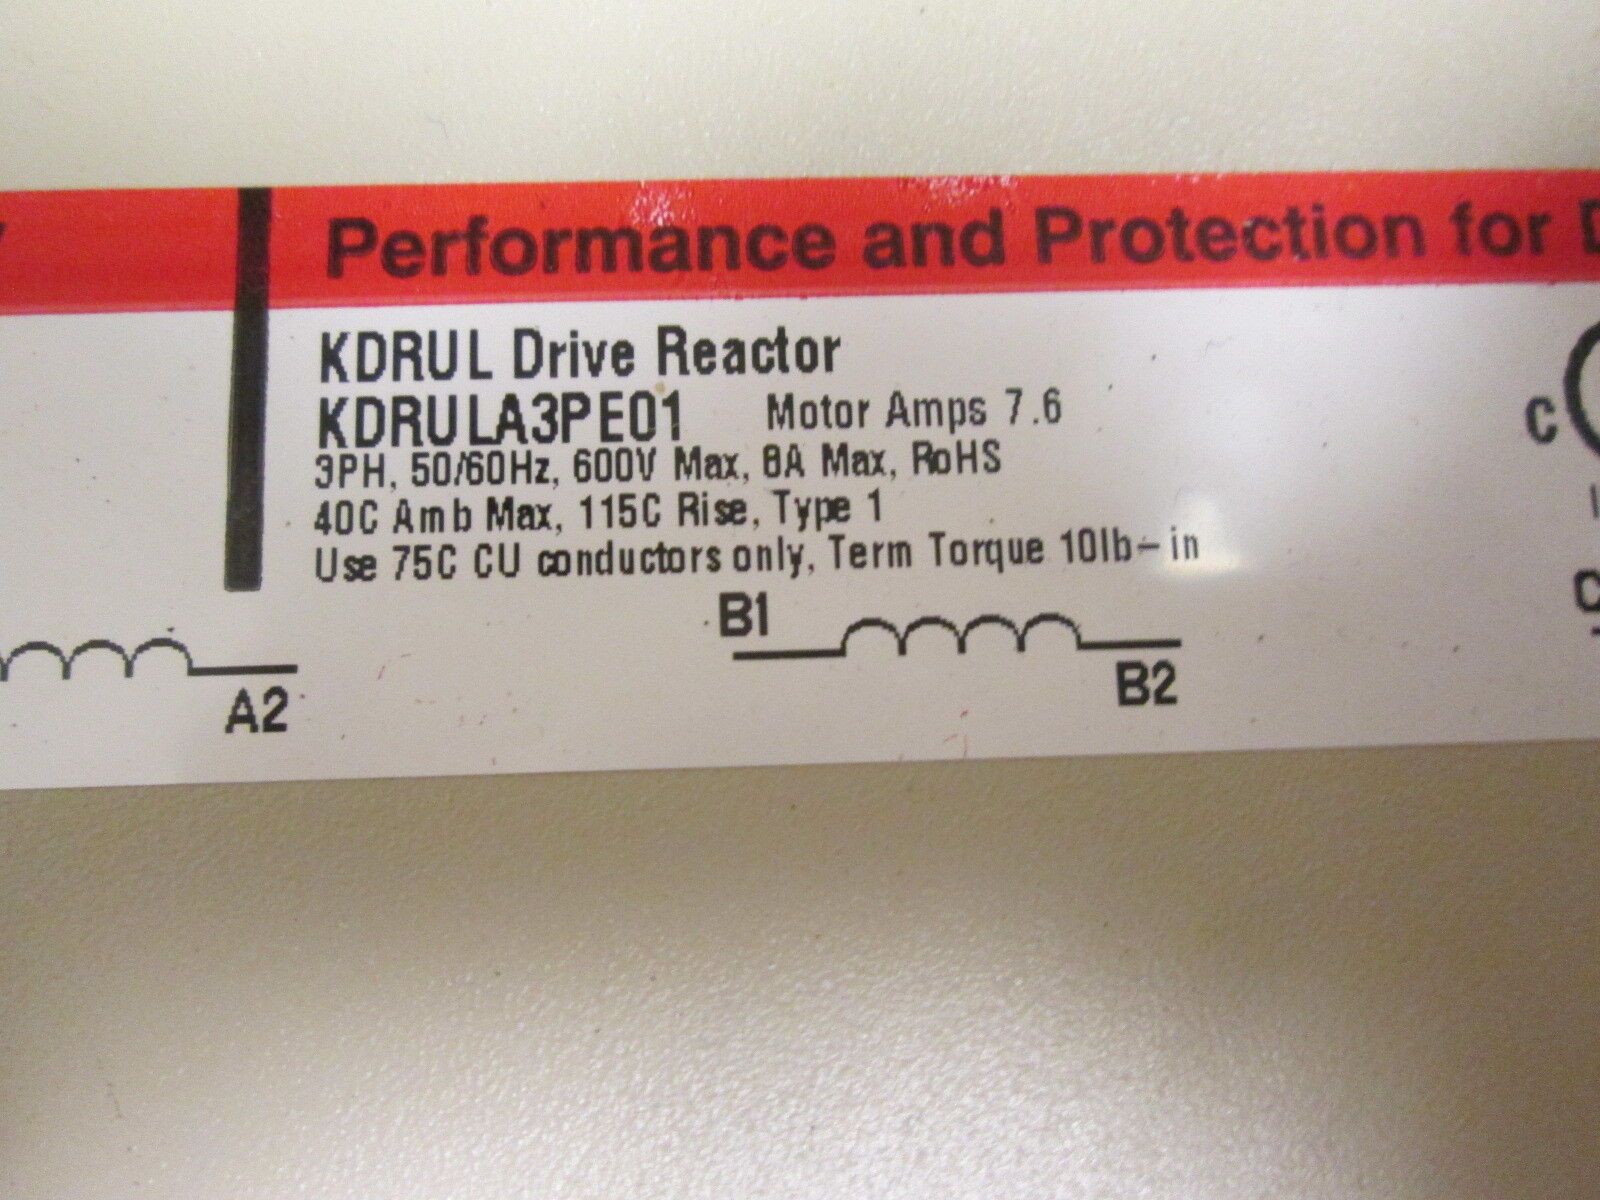 Performance and Protection for
KDRUL Drive Reactor
KDRULA3PE01 Motor Amps 7.6
3PH, 50/60Hz, 600V Max, 8A Max, RoHS
40C Amb Max, 115C Rise, Type 1
Use 75C CU conductors only, Term Torque 10lb-in
B1
A2
B2
C
C